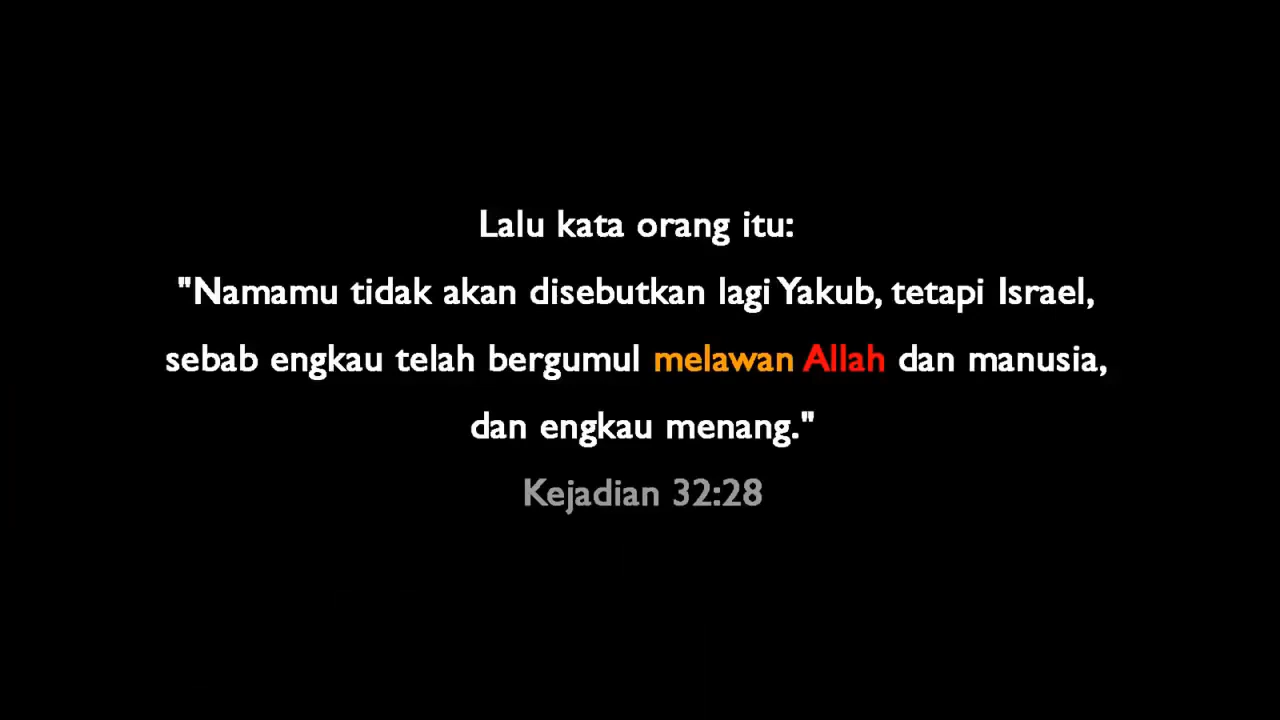 Lalu kata orang itu:
"Namamu tidak akan disebutkan lagi Yakub, tetapi Israel,
sebab engkau telah bergumul melawan Allah dan manusia,
dan engkau menang."
Kejadian 32:28